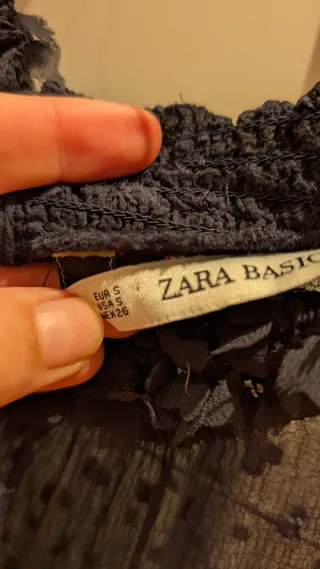 EUR S
USA S
MEX 26
ZARA BASIC